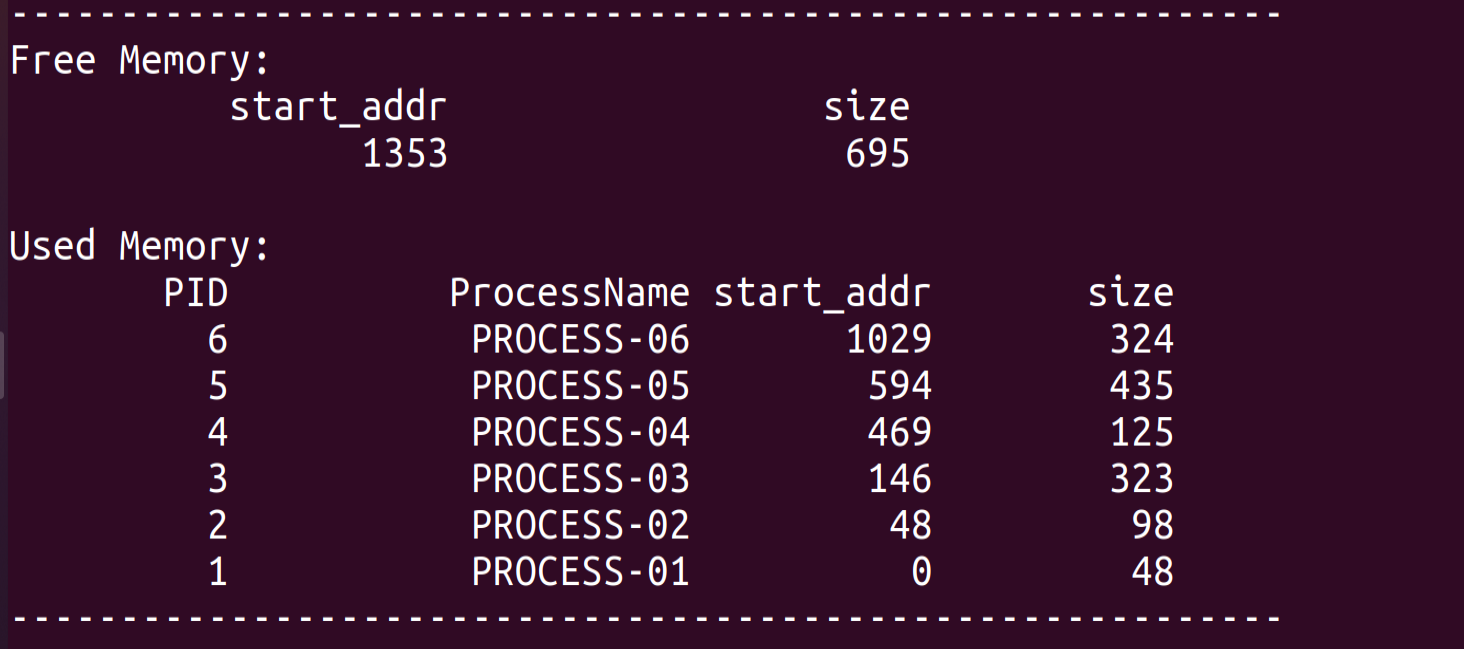 -----------------------------------------------------------
Free Memory:
start_addr size
1353 695
Used Memory:
PID ProcessName start_addr size
6 PROCESS-06 1029 324
5 PROCESS-05 594 435
4 PROCESS-04 469 125
3 PROCESS-03 146 323
2 PROCESS-02 48 98
1 PROCESS-01 0 48
-----------------------------------------------------------